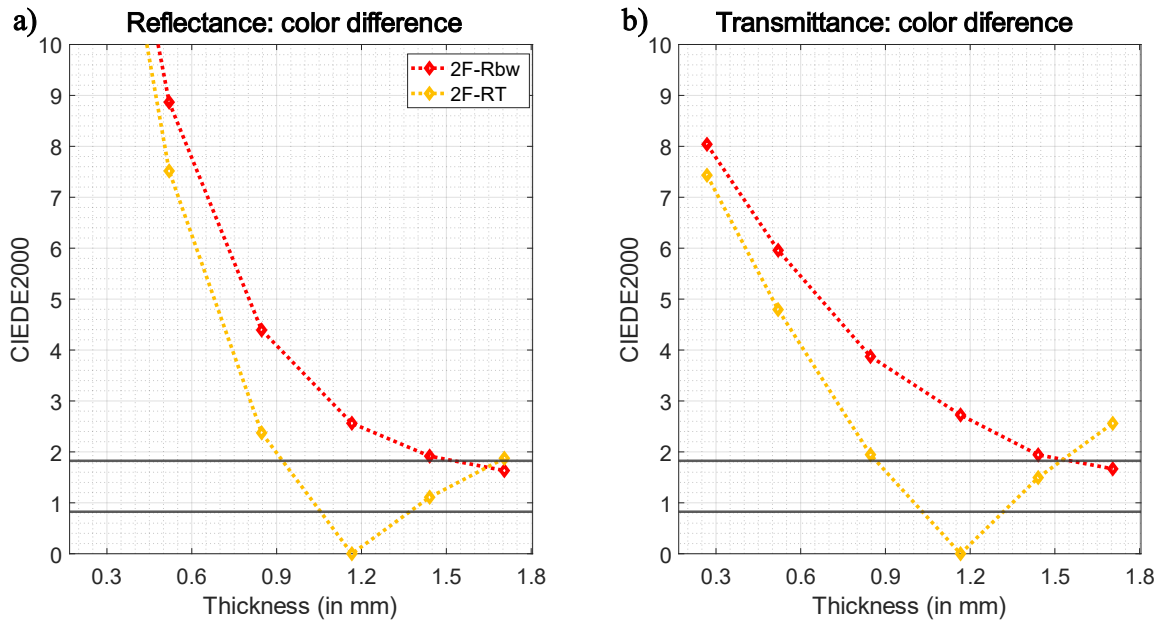 a)
Reflectance: color difference
10
9
8
7
6
5
4
3
2
1
0
CIEDE2000
2F-Rbw
2F-RT
0.3 0.6 0.9 1.2 1.5 1.8
Thickness (in mm)
b)
Transmittance: color diference
10
9
8
7
6
5
4
3
2
1
0
CIEDE2000
0.3 0.6 0.9 1.2 1.5 1.8
Thickness (in mm)